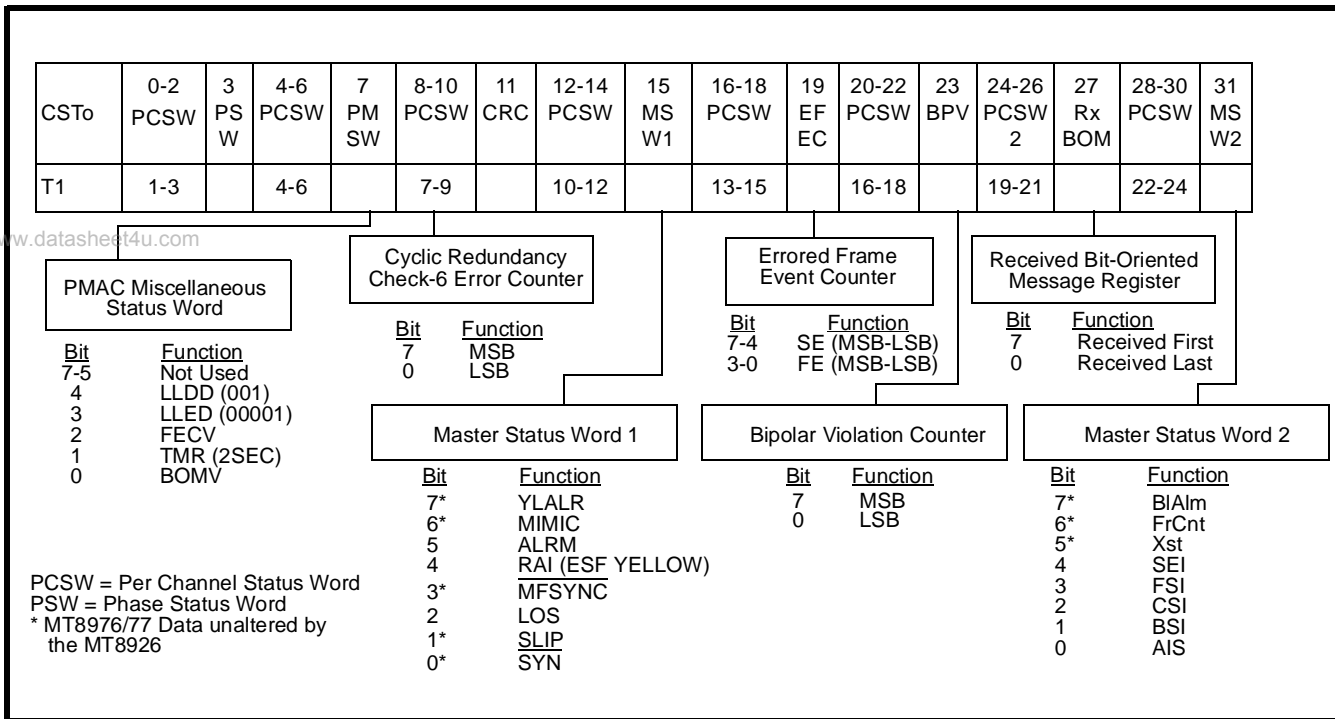 CSTo 0-2 PCSW 3 PS W 4-6 PCSW 7 PM SW 8-10 PCSW 11 CRC 12-14 PCSW 15 MS W1 16-18 PCSW 19 EF EC 20-22 PCSW 23 BPV 24-26 PCSW 2 27 Rx BOM 28-30 PCSW 31 MS W2
T1 1-3 4-6 7-9 10-12 13-15 16-18 19-21 22-24
ww.datasheet4u.com
PMAC Miscellaneous
Status Word
Bit Function
7-5 Not Used
4 LLDD (001)
3 LLED (00001)
2 FECV
1 TMR (2SEC)
0 BOMV
Cyclic Redundancy
Check-6 Error Counter
Bit Function
7 MSB
0 LSB
Errored Frame
Event Counter
Bit Function
7-4 SE (MSB-LSB)
3-0 FE (MSB-LSB)
Received Bit-Oriented
Message Register
Bit Function
7 Received First
0 Received Last
Master Status Word 1
Bit Function
7* YLALR
6* MIMIC
5 ALRM
4 RAI (ESF YELLOW)
3* MFSYNC
2 LOS
1* SLIP
0* SYN
Bipolar Violation Counter
Bit Function
7 MSB
0 LSB
Master Status Word 2
Bit Function
7* BlAlm
6* FrCnt
5* Xst
4 SEI
3 FSI
2 CSI
1 BSI
0 AIS
PCSW = Per Channel Status Word
PSW = Phase Status Word
* MT8976/77 Data unaltered by
the MT8926